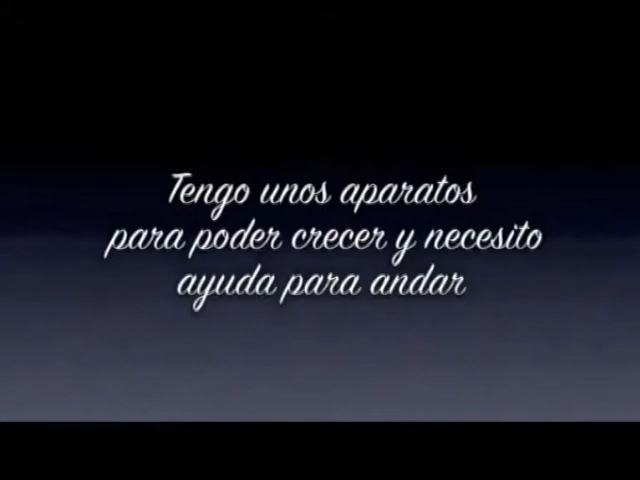 Tengo unos aparatos
para poder crecer y necesito
ayuda para andar